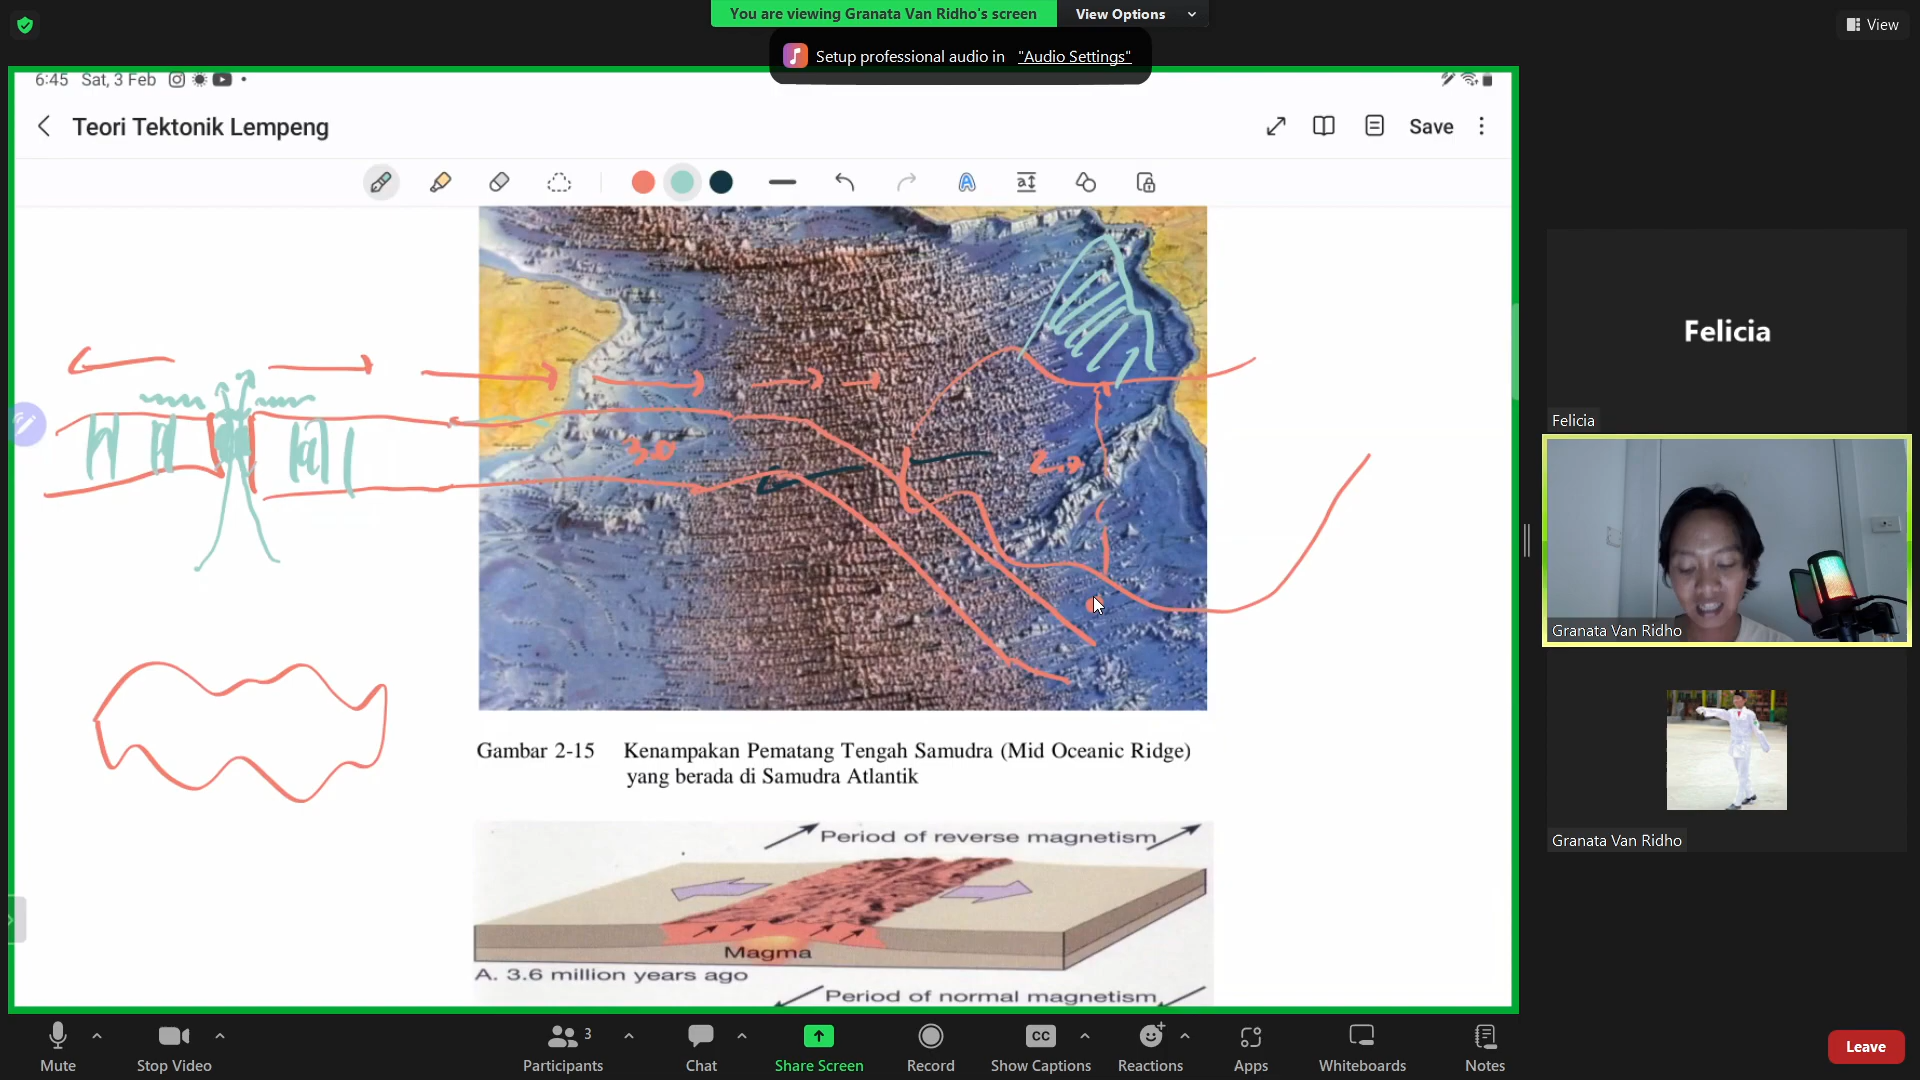 You are viewing Granata Van Ridho's screen
View Options
View
Setup professional audio in "Audio Settings"
6:45 Sat, 3 Feb
Teori Tektonik Lempeng
Save
3.0
Gambar 2-15 Kenampakan Pematang Tengah Samudra (Mid Oceanic Ridge)
yang berada di Samudra Atlantik
Period of reverse magnetism
Magma
A. 3.6 million years ago
Period of normal magnetism
Felicia
Felicia
Granata Van Ridho
Granata Van Ridho
Mute
Stop Video
Participants
3
Chat
Share Screen
Record
CC
Show Captions
Reactions
Apps
Whiteboards
Notes
Leave